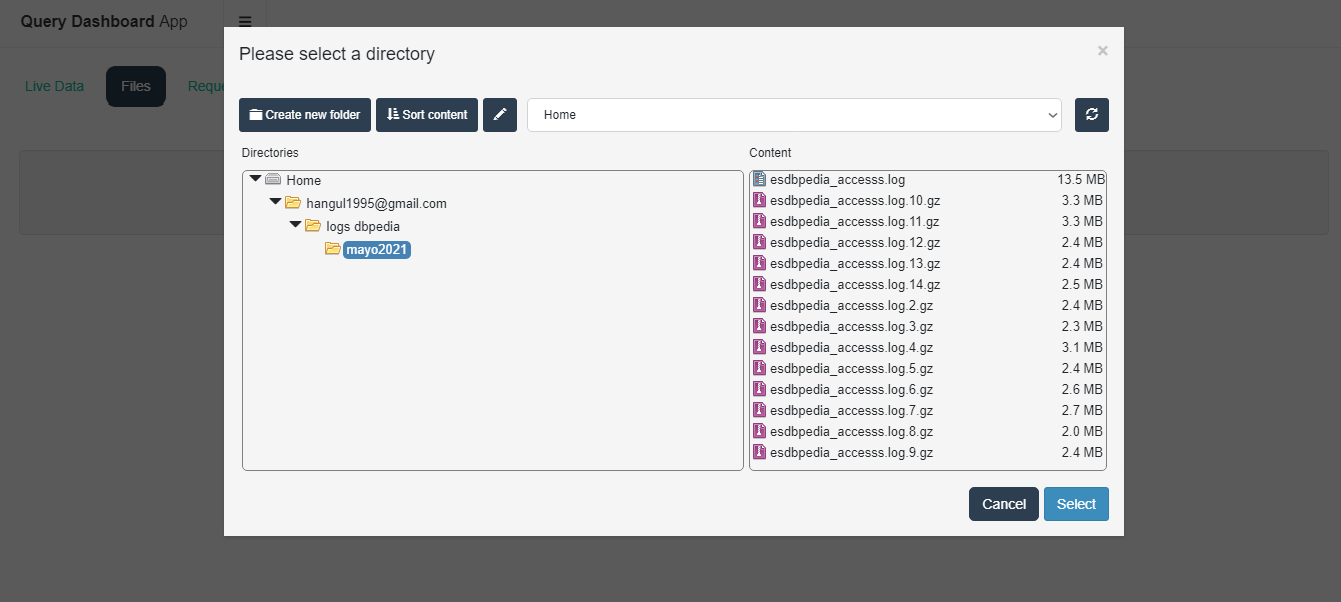 Query Dashboard App
Please select a directory
×
Live Data
Files
Reque
Create new folder
Sort content
Home
Directories
Content
Home
hangul1995@gmail.com
logs dbpedia
mayo2021
esdbpedia_accesss.log 13.5 MB
esdbpedia_accesss.log.10.gz 3.3 MB
esdbpedia_accesss.log.11.gz 3.3 MB
esdbpedia_accesss.log.12.gz 2.4 MB
esdbpedia_accesss.log.13.gz 2.4 MB
esdbpedia_accesss.log.14.gz 2.5 MB
esdbpedia_accesss.log.2.gz 2.4 MB
esdbpedia_accesss.log.3.gz 2.3 MB
esdbpedia_accesss.log.4.gz 3.1 MB
esdbpedia_accesss.log.5.gz 2.4 MB
esdbpedia_accesss.log.6.gz 2.6 MB
esdbpedia_accesss.log.7.gz 2.7 MB
esdbpedia_accesss.log.8.gz 2.0 MB
esdbpedia_accesss.log.9.gz 2.4 MB
Cancel
Select